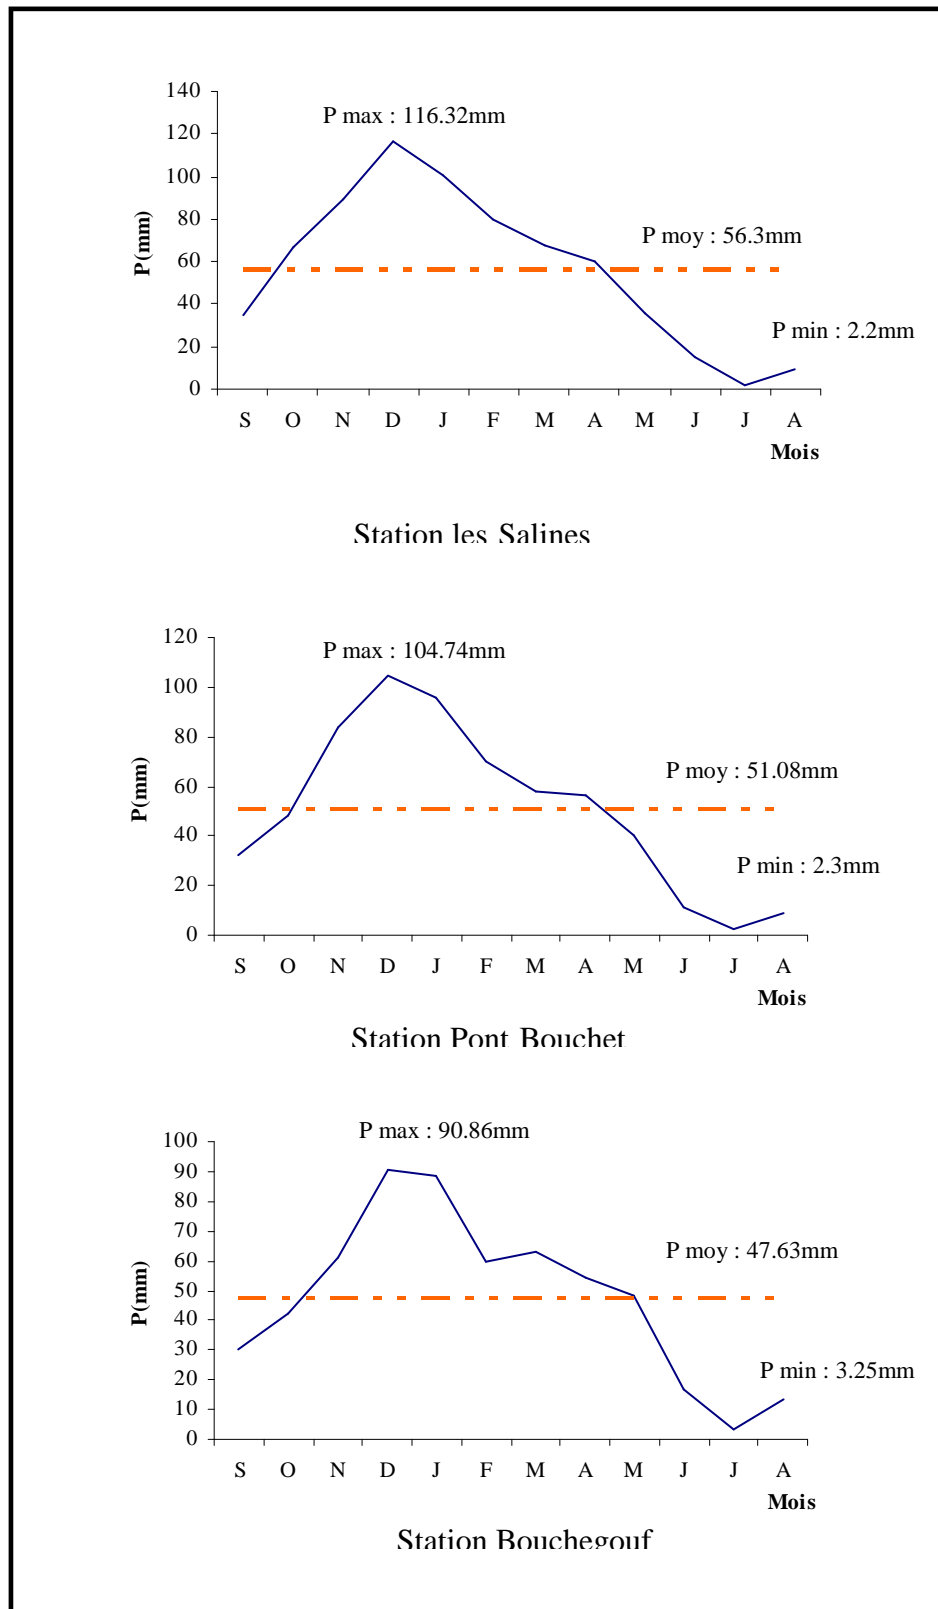 P max : 116.32mm
P moy : 56.3mm
P min : 2.2mm
P(mm)
140
120
100
80
60
40
20
0
S O N D J F M A M J J A
Mois
Station les Salines
P max : 104.74mm
P moy : 51.08mm
P min : 2.3mm
P(mm)
120
100
80
60
40
20
0
S O N D J F M A M J J A
Mois
Station Pont Bouchet
P max : 90.86mm
P moy : 47.63mm
P min : 3.25mm
P(mm)
100
90
80
70
60
50
40
30
20
10
0
S O N D J F M A M J J A
Mois
Station Bouchegouf